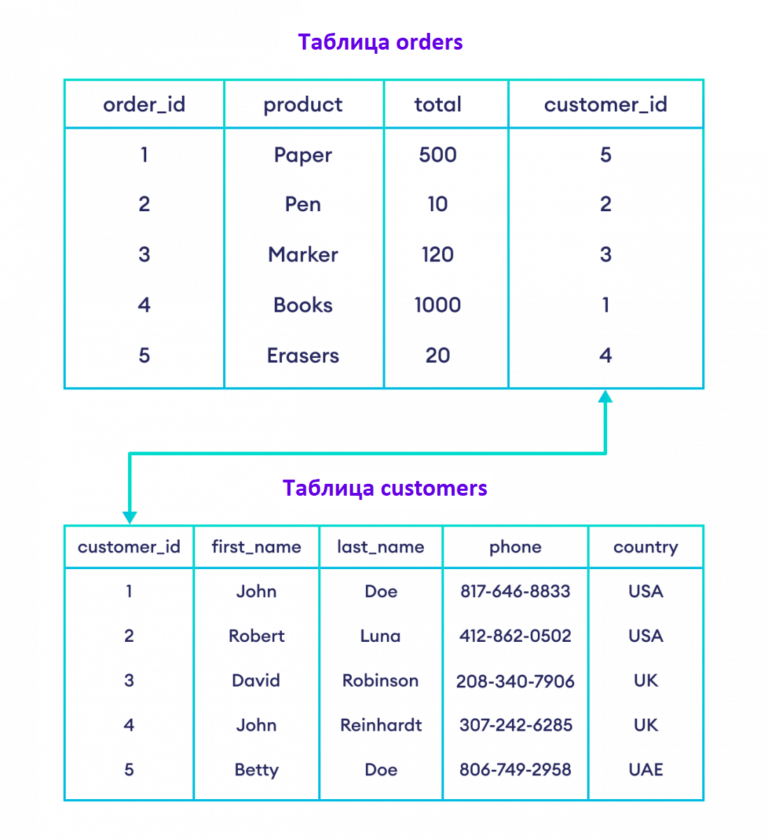 Таблица orders
order_id product total customer_id
1 Paper 500 5
2 Pen 10 2
3 Marker 120 3
4 Books 1000 1
5 Erasers 20 4
Таблица customers
customer_id first_name last_name phone country
1 John Doe 817-646-8833 USA
2 Robert Luna 412-862-0502 USA
3 David Robinson 208-340-7906 UK
4 John Reinhardt 307-242-6285 UK
5 Betty Doe 806-749-2958 UAE